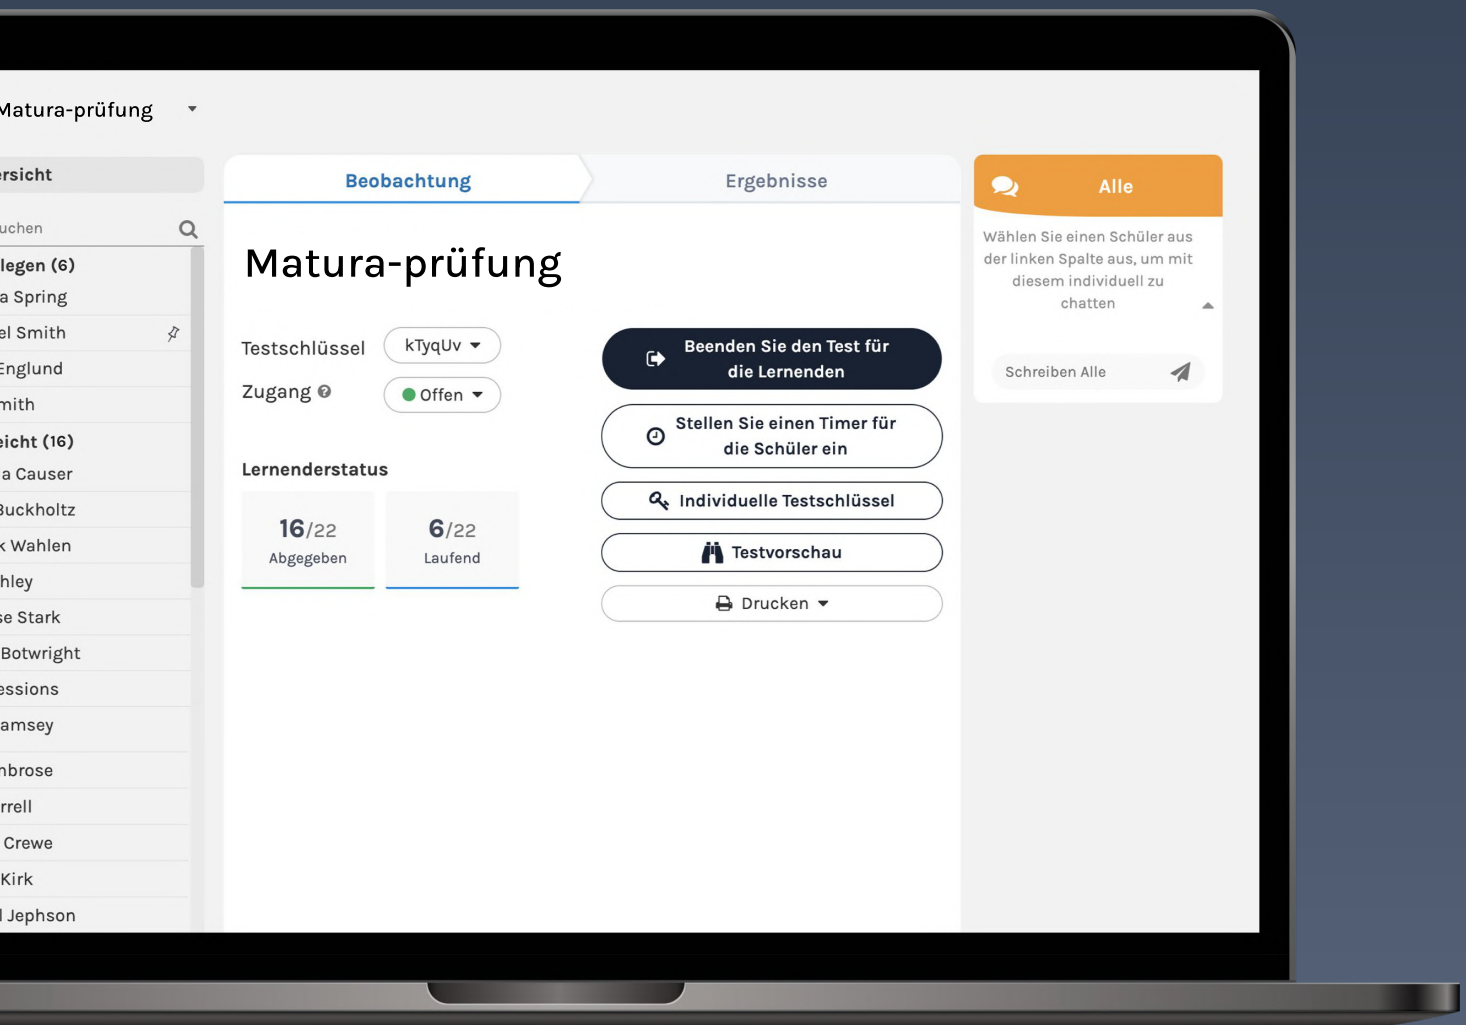 Matura-prüfung
ersicht
uchen
legen (6)
a Spring
el Smith
Englund
mith
eicht (16)
a Causer
Buckholtz
k Wahlen
hley
se Stark
Botwright
essions
amsey
nbrose
rrell
Crewe
Kirk
l Jephson
Beobachtung
Ergebnisse
Matura-prüfung
Testschlüssel
kTyqUv
Zugang
Offen
Lernenderstatus
16/22
Abgegeben
6/22
Laufend
Beenden Sie den Test für
die Lernenden
Stellen Sie einen Timer für
die Schüler ein
Individuelle Testschlüssel
Testvorschau
Drucken
Alle
Wählen Sie einen Schüler aus
der linken Spalte aus, um mit
diesem individuell zu
chatten
Schreiben Alle